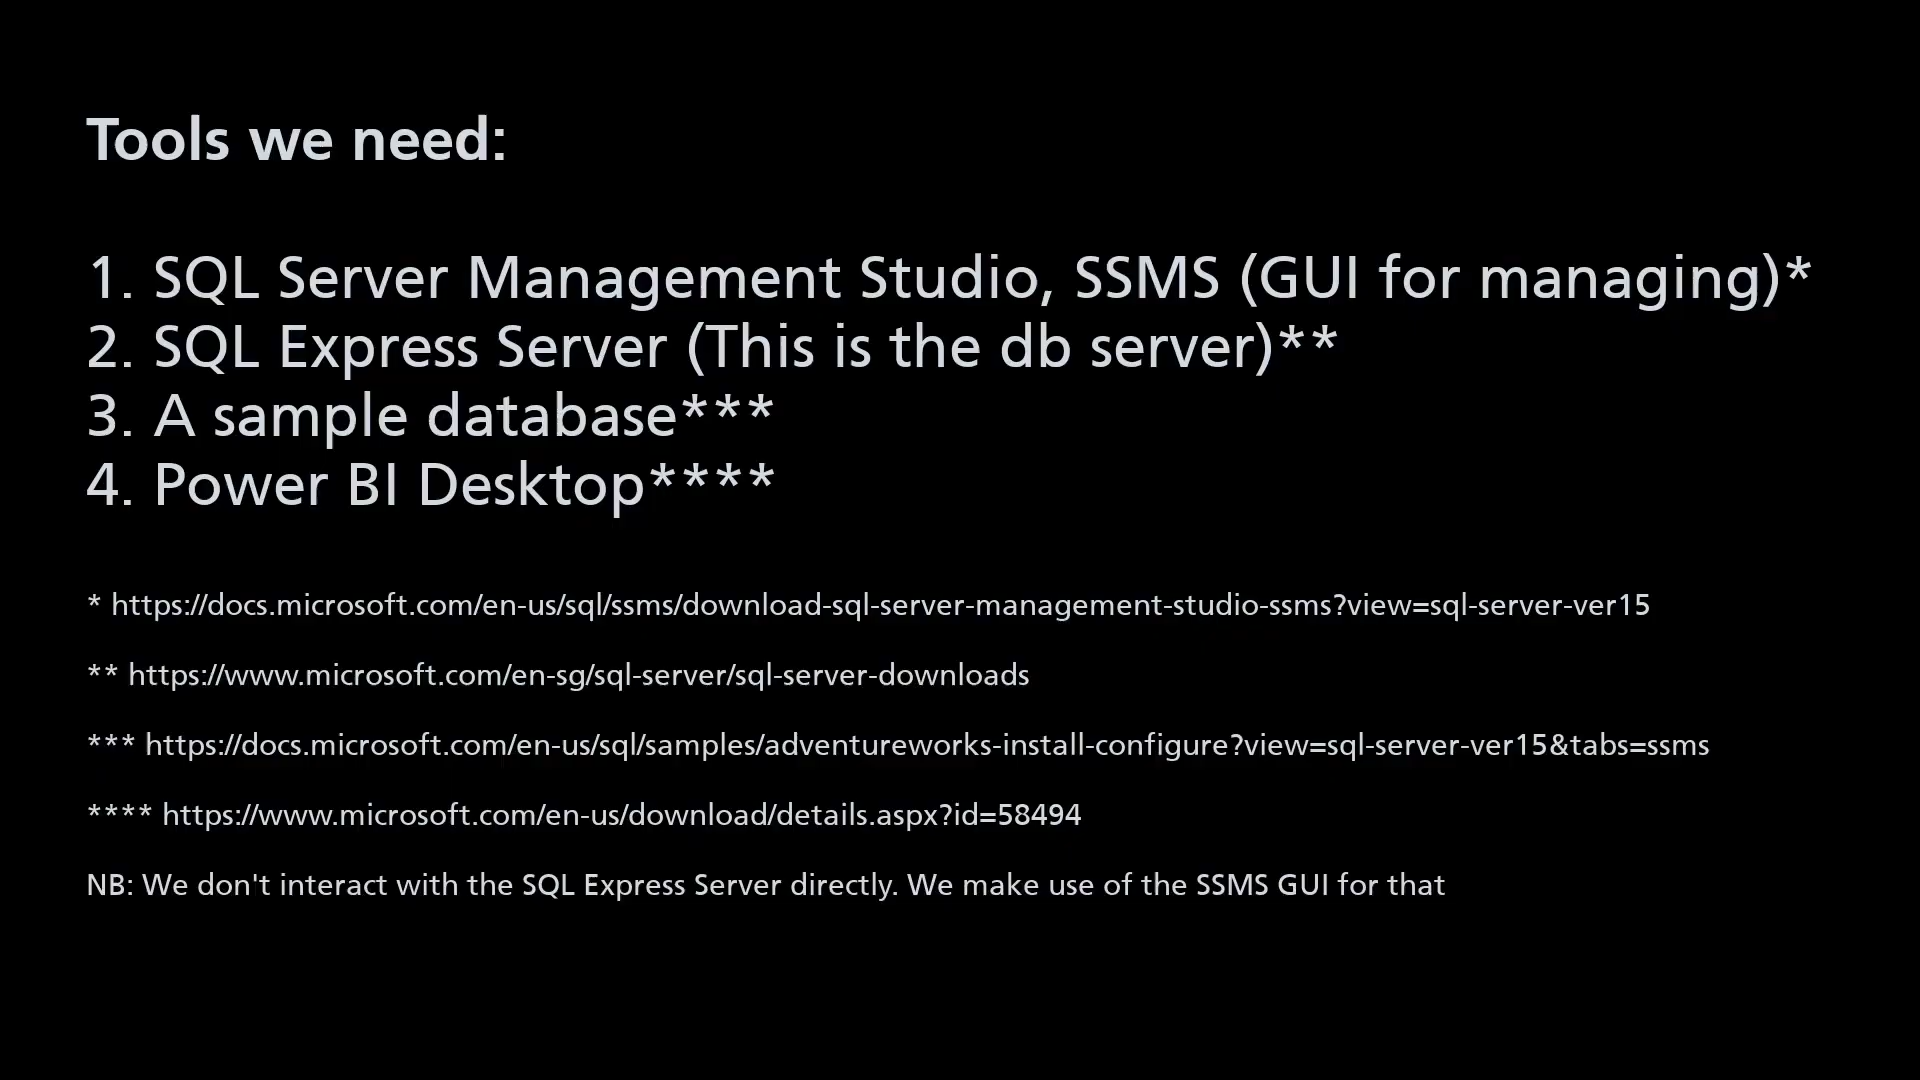 Tools we need:
1. SQL Server Management Studio, SSMS (GUI for managing)*
2. SQL Express Server (This is the db server)**
3. A sample database***
4. Power BI Desktop****
* https://docs.microsoft.com/en-us/sql/ssms/download-sql-server-management-studio-ssms?view=sql-server-ver15
** https://www.microsoft.com/en-sg/sql-server/sql-server-downloads
*** https://docs.microsoft.com/en-us/sql/samples/adventureworks-install-configure?view=sql-server-ver15&tabs=ssms
**** https://www.microsoft.com/en-us/download/details.aspx?id=58494
NB: We don't interact with the SQL Express Server directly. We make use of the SSMS GUI for that